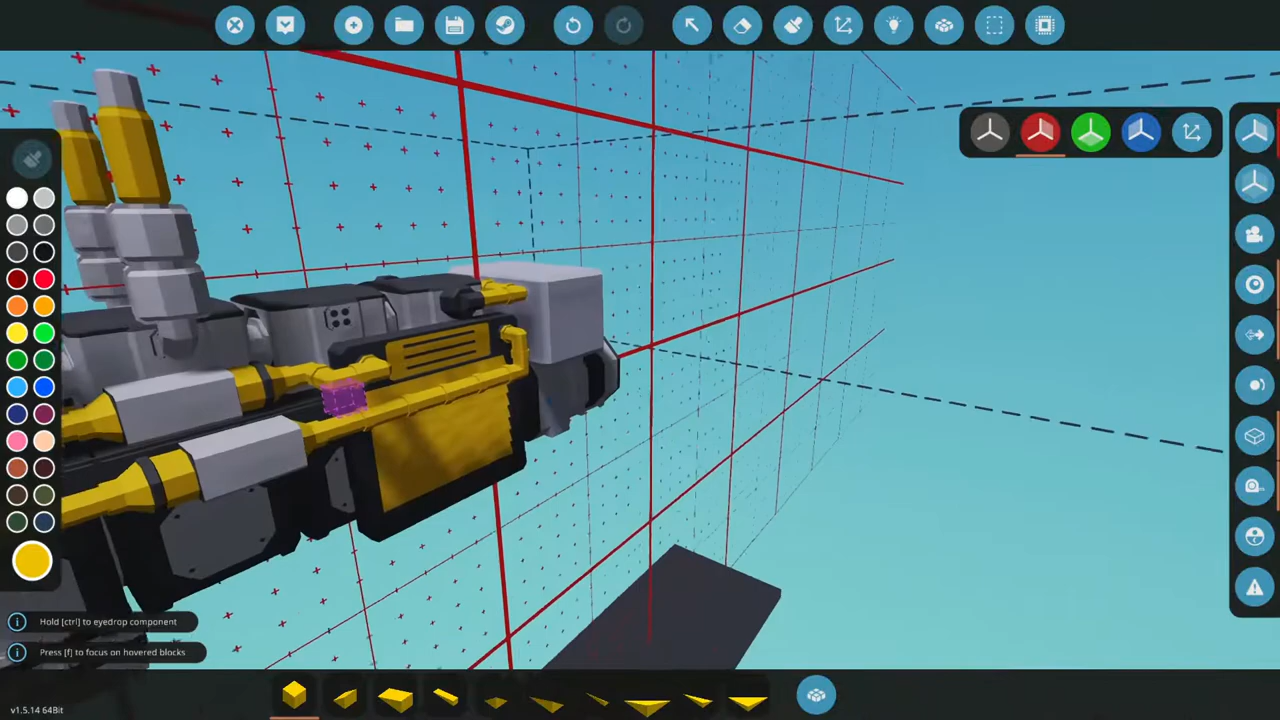 Hold [ctrl] to eyedrop component
Press [f] to focus on hovered blocks
v1.5.14 64Bit